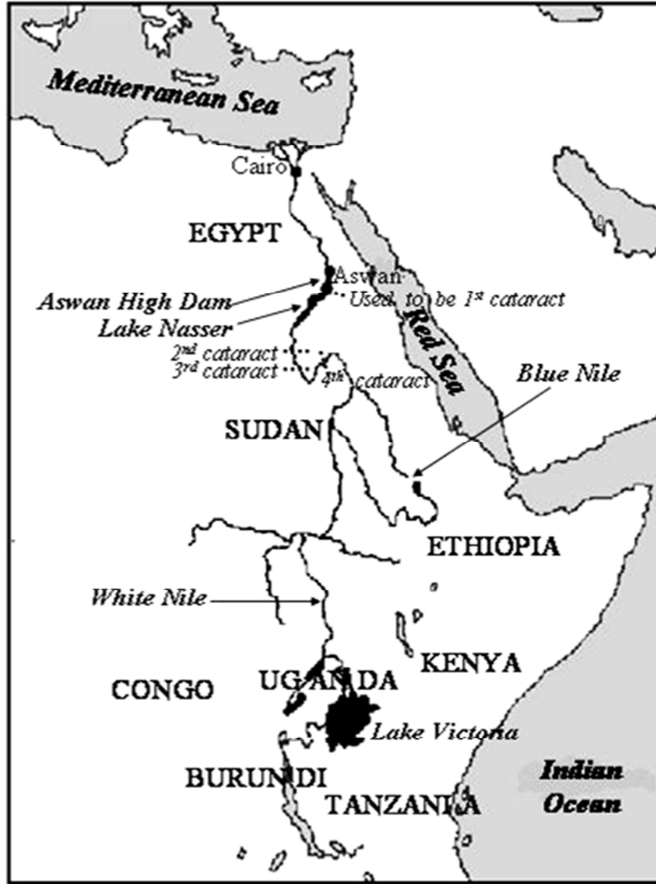 Mediterranean Sea
Cairo
EGYPT
Aswan
Aswan High Dam
Used to be 1st cataract
Lake Nasser
Red Sea
2nd cataract
3rd cataract
4th cataract
Blue Nile
SUDAN
ETHIOPIA
White Nile
KENYA
UGANDA
CONGO
Lake Victoria
BURUNDI
TANZANIA
Indian
Ocean